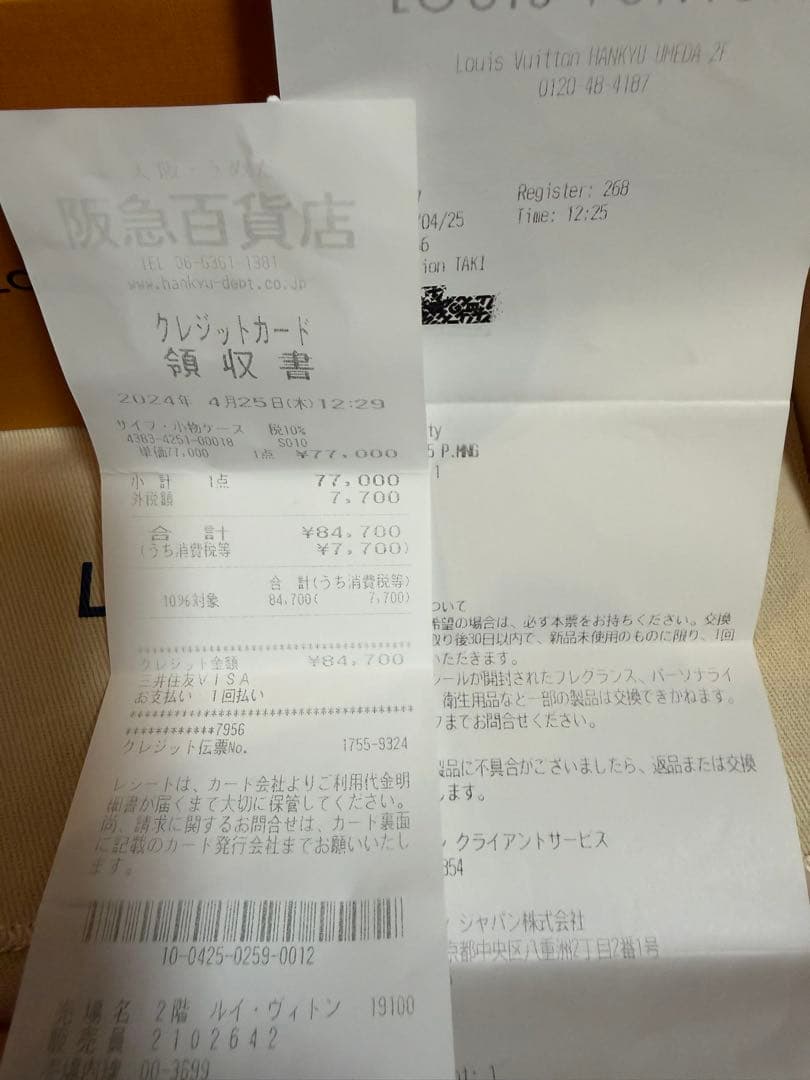 大阪・うめだ
阪急百貨店
TEL 06-6361-1381
www.hankyu-dept.co.jp
クレジットカード
領収書
2024年 4月25日(木)12:29
サイフ・小物ケース 税10%
4383-4251-00018 S010
単価77,000 1点 ¥77,000
小計 1点 77,000
外税額 7,700
合計 ¥84,700
(うち消費税等 ¥7,700)
合計(うち消費税等)
10%対象 84,700( 7,700)
クレジット金額 ¥84,700
三井住友VISA
お支払い 1回払い
************7956
クレジット伝票No. 1755-9324
レシートは、カード会社よりご利用代金明
細書が届くまで大切に保管してください。
尚、請求に関するお問合せは、カード裏面
に記載のカード発行会社までお願いいたし
ます。
10-0425-0259-0012
売場名 2階 ルイ・ヴィトン 19100
販売員 2102642
00-3699
Louis Vuitton HANKYU UMEDA 2F
0120-48-4187
Register: 268
/04/25 Time: 12:25
6
ion TAKI
ty
5 P.MNG
1
ついて
希望の場合は、必ず本票をお持ちください。交換
取り後30日以内で、新品未使用のものに限り、1回
いただきます。
シールが開封されたフレグランス、パーソナライ
衛生用品など一部の製品は交換できかねます。
フまでお問合せください。
製品に不具合がございましたら、返品または交換
します。
ン クライアントサービス
854
ン ジャパン株式会社
京都中央区八重洲2丁目2番1号
t: 1
L